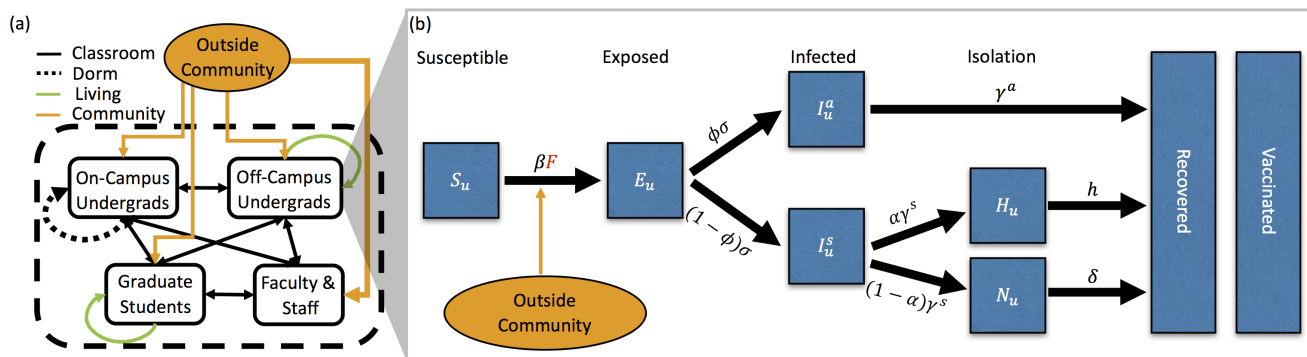 (a)
Classroom
Dorm
Living
Community
Outside
Community
On-Campus
Undergrads
Off-Campus
Undergrads
Graduate
Students
Faculty &
Staff
(b)
Susceptible
Exposed
Infected
Isolation
S_u
βF
E_u
Outside
Community
ϕσ
(1 − ϕ)σ
I_u^a
I_u^s
γ^a
αγ^s
(1−α)γ^s
H_u
N_u
h
δ
Recovered
Vaccinated